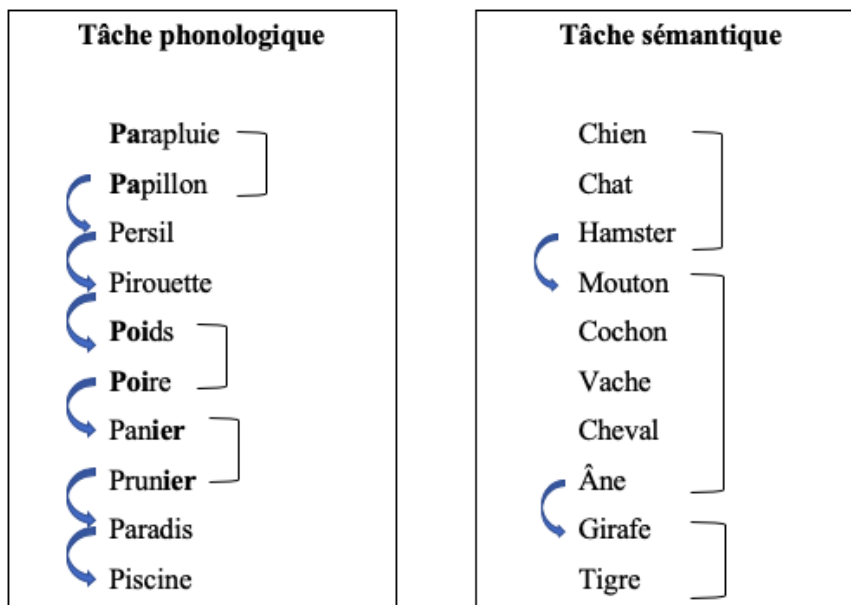 Tâche phonologique
Parapluie
Papillon
Persil
Pirouette
Poids
Poire
Panier
Prunier
Paradis
Piscine
Tâche sémantique
Chien
Chat
Hamster
Mouton
Cochon
Vache
Cheval
Âne
Girafe
Tigre